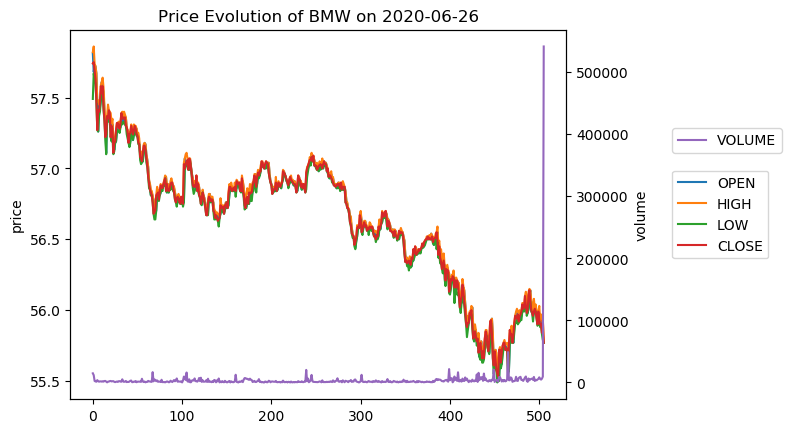 Price Evolution of BMW on 2020-06-26
57.5
57.0
56.5
56.0
55.5
price
0
100
200
300
400
500
500000
400000
300000
200000
100000
0
volume
VOLUME
OPEN
HIGH
LOW
CLOSE